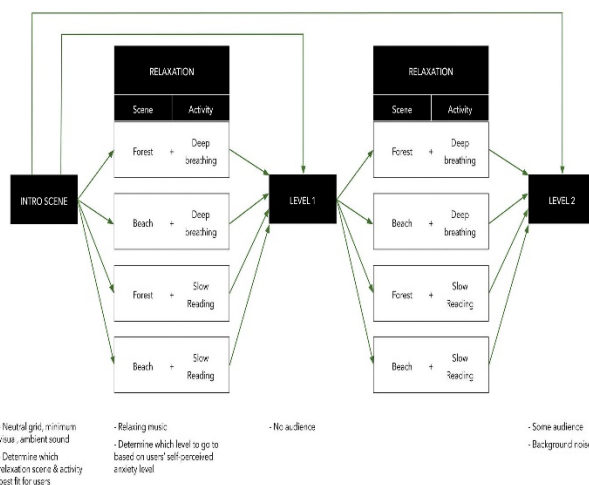 RELAXATION
Scene Activity
Forest + Deep
breathing
Beach + Deep
breathing
Forest + Slow
Reading
Beach + Slow
Reading
RELAXATION
Scene Activity
Forest + Deep
breathing
Beach + Deep
breathing
Forest + Slow
Reading
Beach + Slow
Reading
INTRO SCENE
LEVEL 1
LEVEL 2
- Neutral grid, minimum
visual, ambient sound
- Determine which
relaxation scene & activity
best fit for users
- Relaxing music
- Determine which level to go to
based on users' self-perceived
anxiety level
- No audience
- Some audience
- Background noise